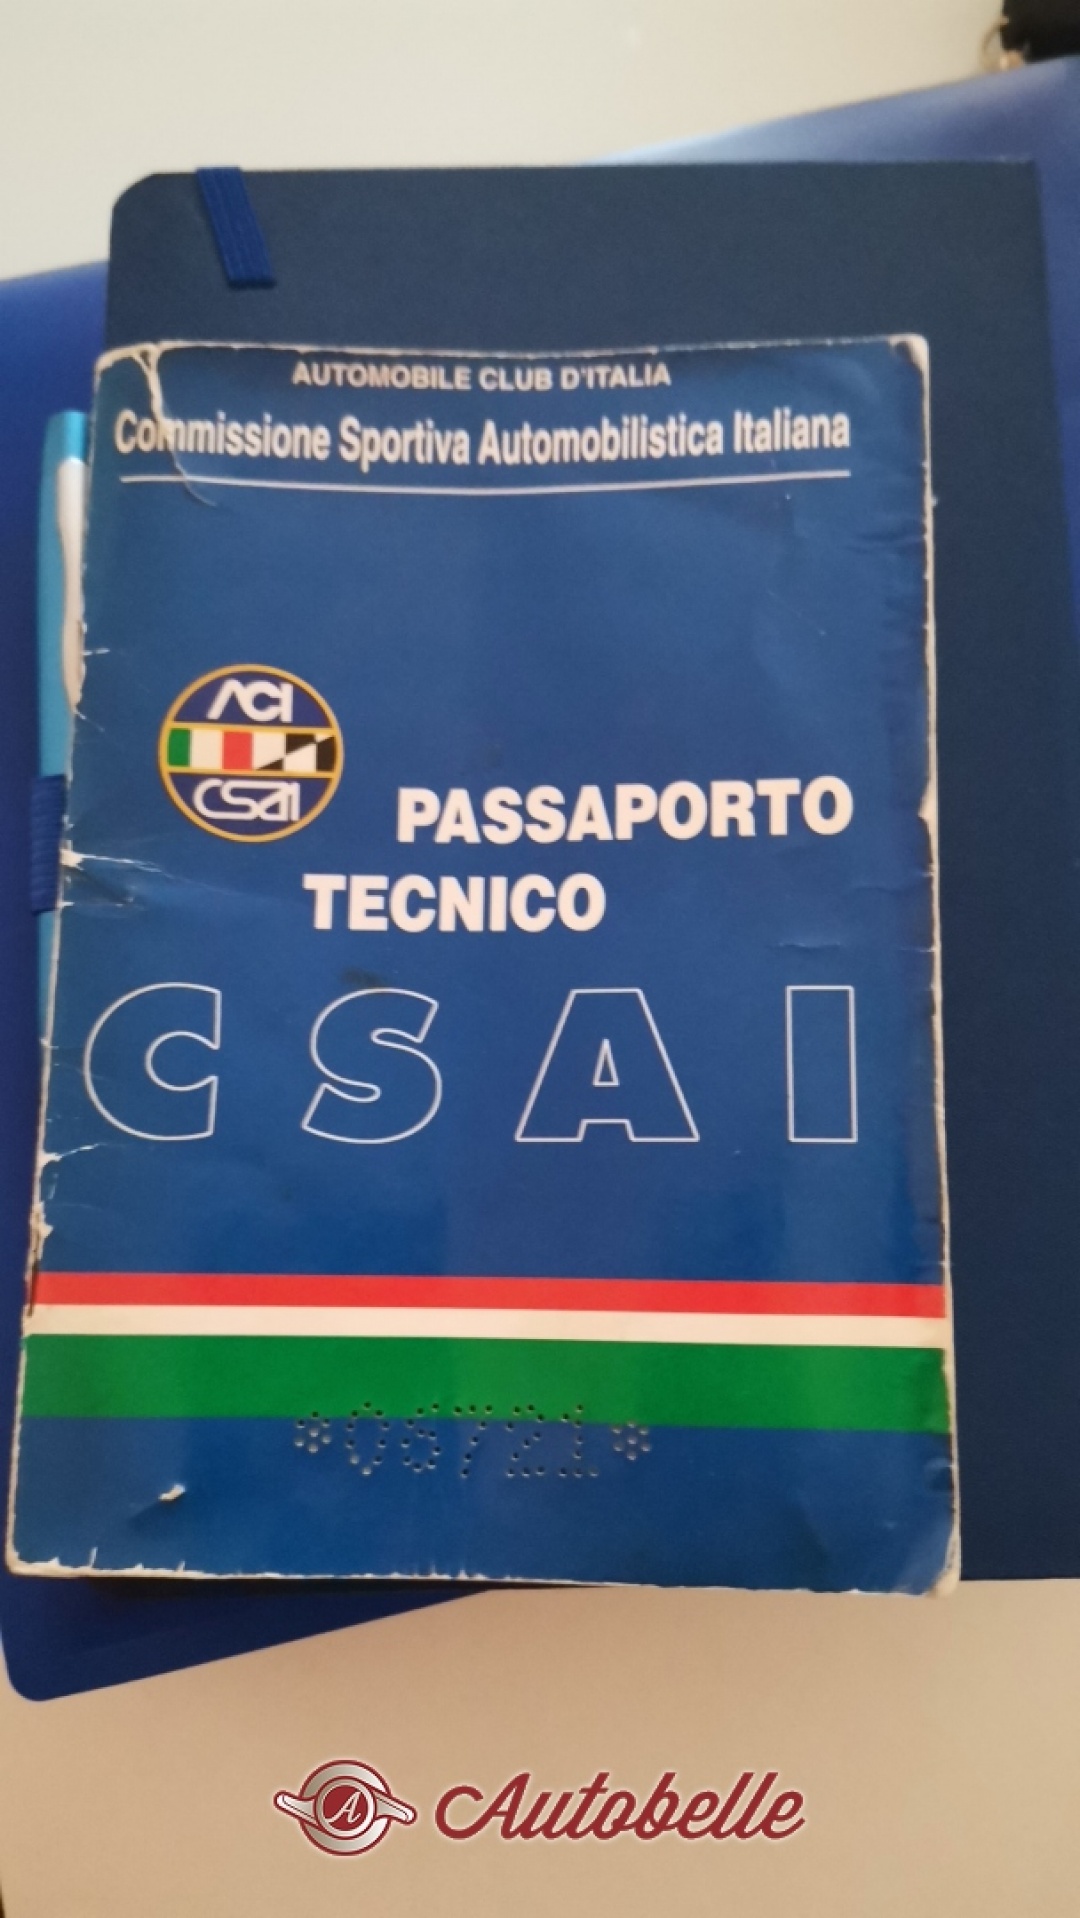 AUTOMOBILE CLUB D'ITALIA
Commissione Sportiva Automobilistica Italiana
ACI
CSAI
PASSAPORTO
TECNICO
CSAI
*06721*
A Autobelle